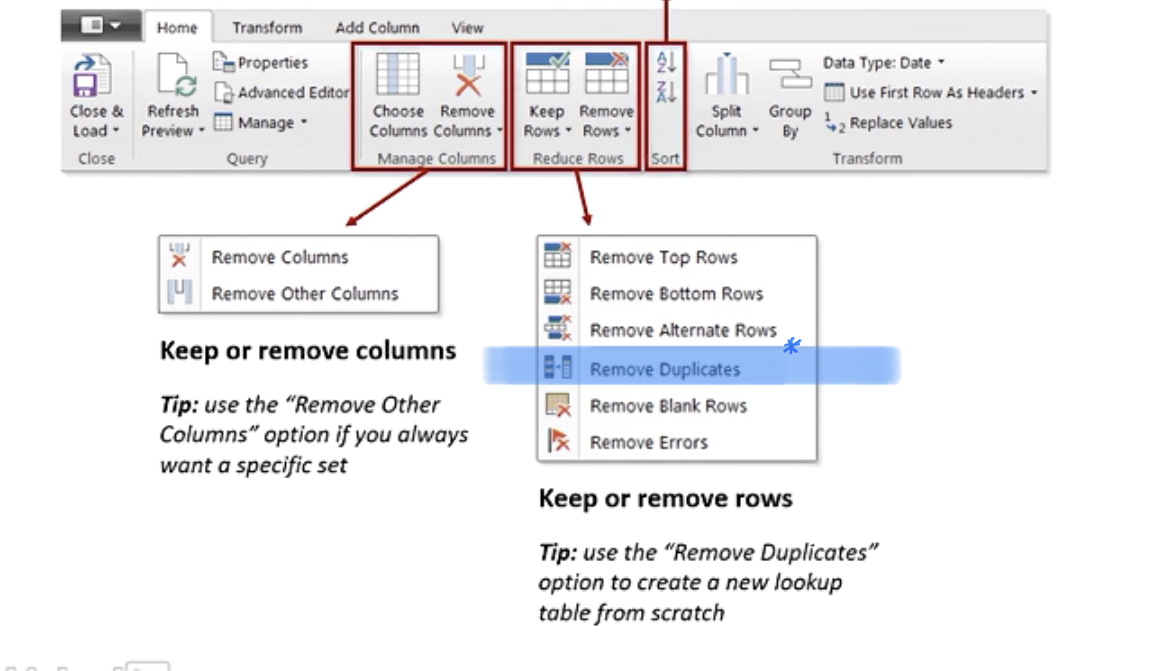 Home Transform Add Column View
Properties
Advanced Editor
Manage
Close & Load
Refresh Preview
Choose Columns
Remove Columns
Keep Rows
Remove Rows
A Z
Z A
Split Column
Group By
Data Type: Date
Use First Row As Headers
1 2 Replace Values
Close
Query
Manage Columns
Reduce Rows
Sort
Transform
Remove Columns
Remove Other Columns
Keep or remove columns
Tip: use the “Remove Other
Columns” option if you always
want a specific set
Remove Top Rows
Remove Bottom Rows
Remove Alternate Rows
*
Remove Duplicates
Remove Blank Rows
Remove Errors
Keep or remove rows
Tip: use the “Remove Duplicates”
option to create a new lookup
table from scratch